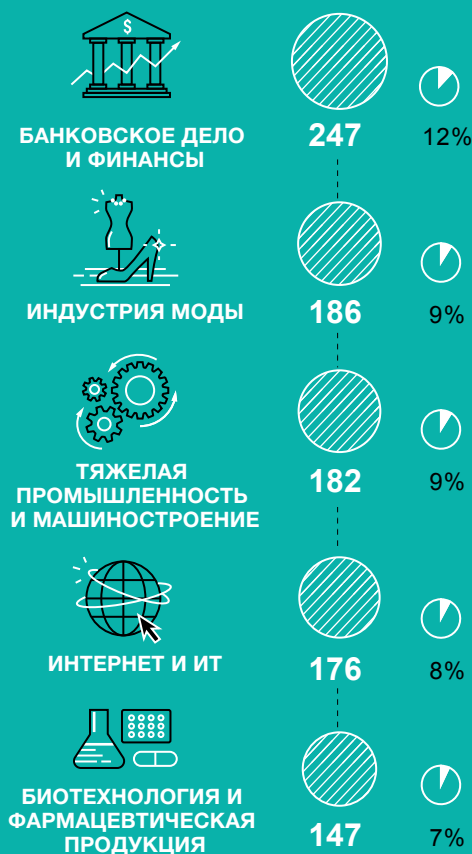 $
БАНКОВСКОЕ ДЕЛО
И ФИНАНСЫ
247
12%
ИНДУСТРИЯ МОДЫ
186
9%
ТЯЖЕЛАЯ
ПРОМЫШЛЕННОСТЬ
И МАШИНОСТРОЕНИЕ
182
9%
ИНТЕРНЕТ И ИТ
176
8%
БИОТЕХНОЛОГИЯ И
ФАРМАЦЕВТИЧЕСКАЯ
ПРОДУКЦИЯ
147
7%